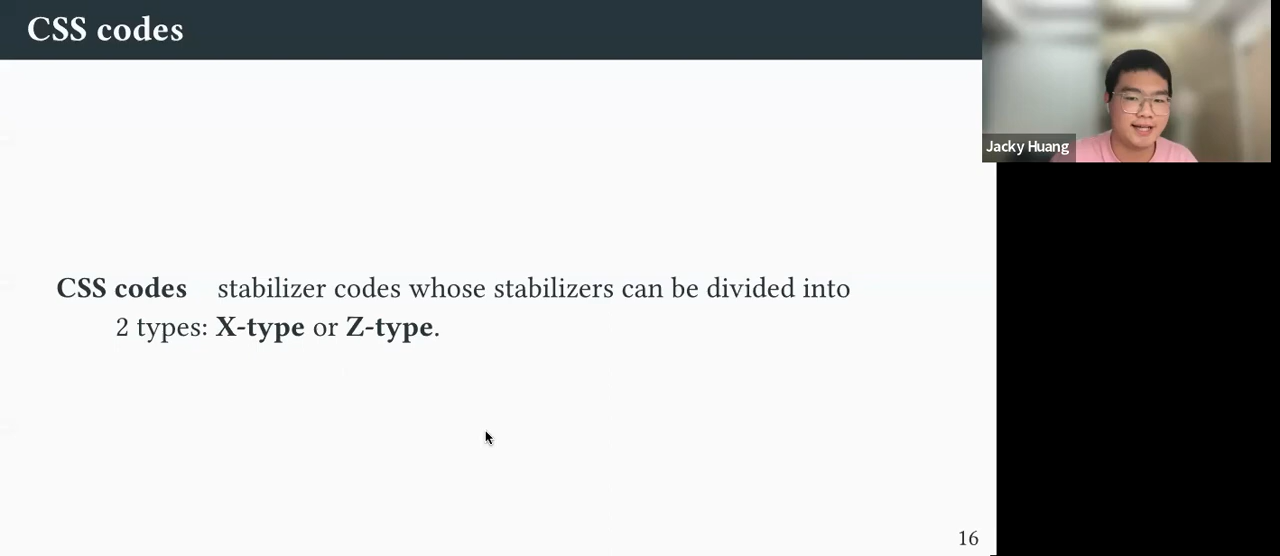 CSS codes
Jacky Huang
CSS codes stabilizer codes whose stabilizers can be divided into
2 types: X-type or Z-type.
16